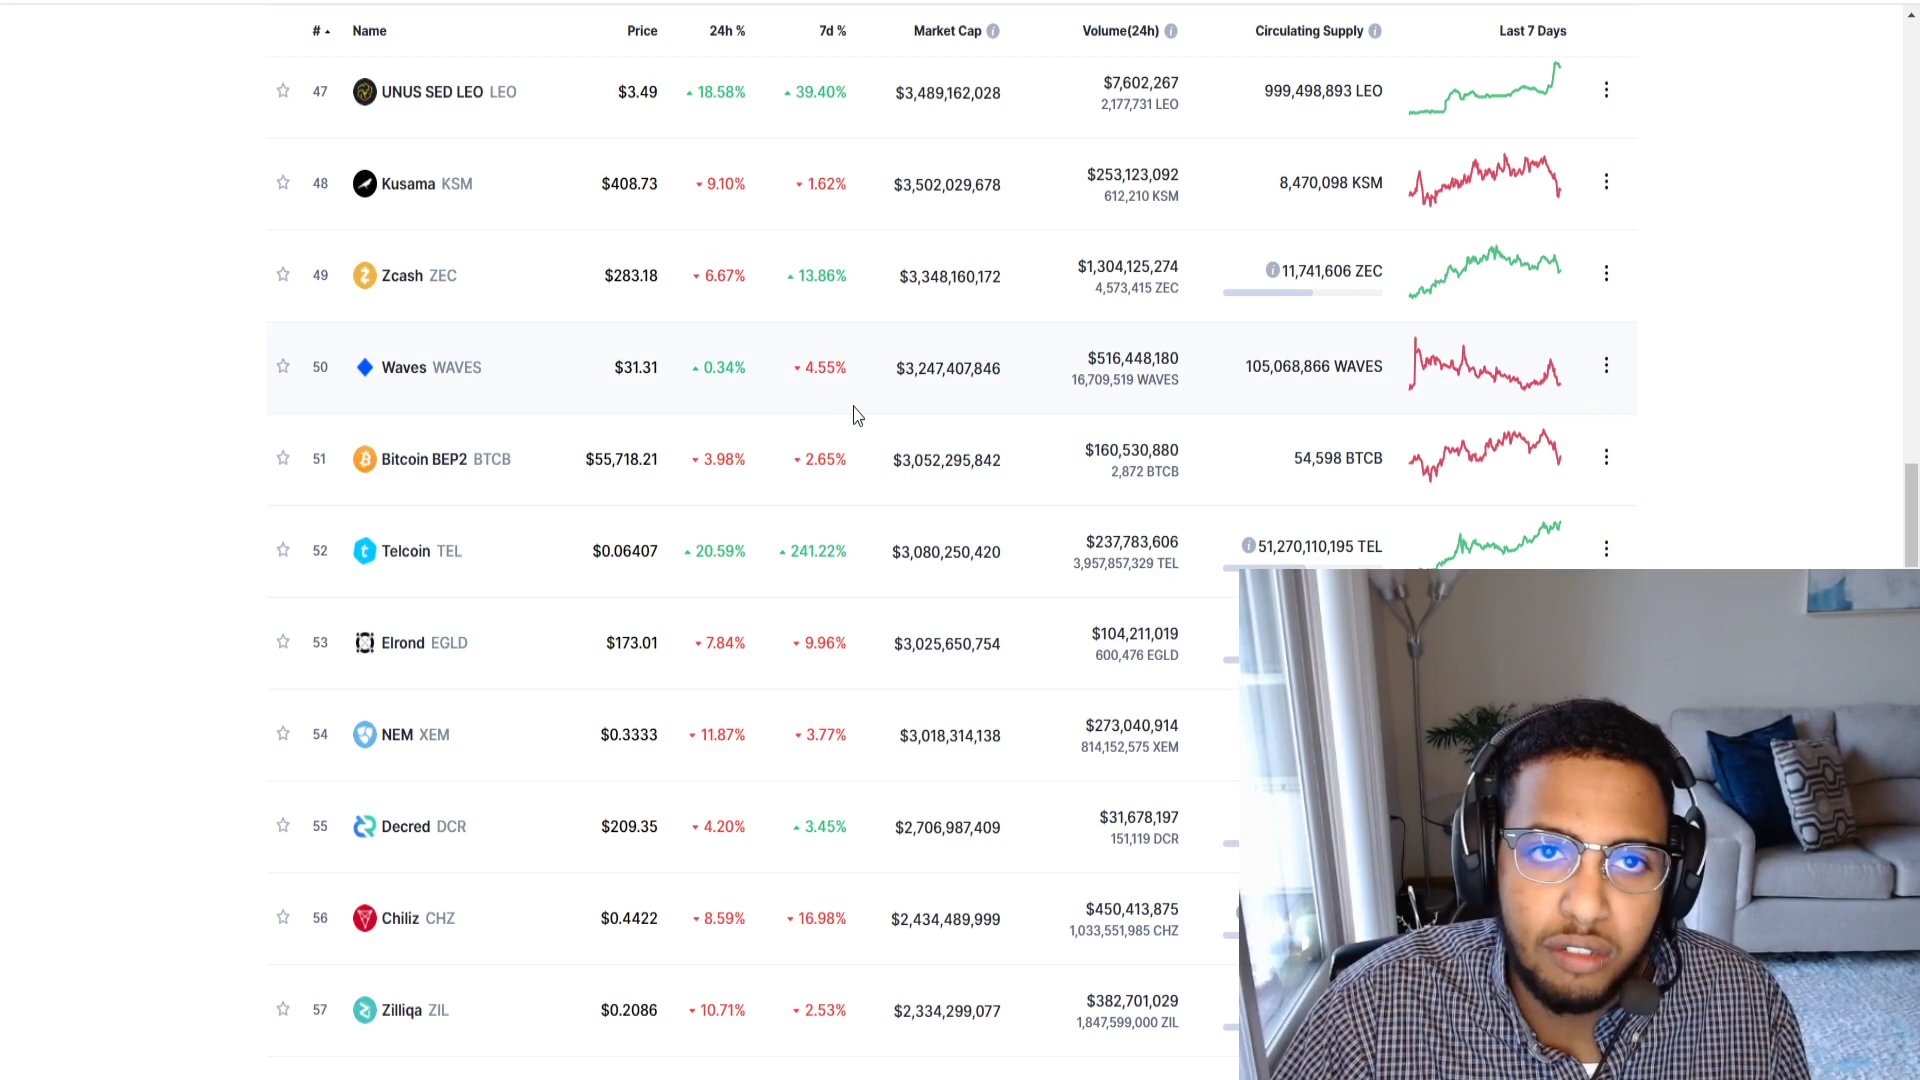 # Name Price 24h % 7d % Market Cap Volume(24h) Circulating Supply Last 7 Days
47 UNUS SED LEO LEO $3.49 18.58% 39.40% $3,489,162,028 $7,602,267 999,498,893 LEO
2,177,731 LEO
48 Kusama KSM $408.73 9.10% 1.62% $3,502,029,678 $253,123,092 8,470,098 KSM
612,210 KSM
49 Zcash ZEC $283.18 6.67% 13.86% $3,348,160,172 $1,304,125,274 11,741,606 ZEC
4,573,415 ZEC
50 Waves WAVES $31.31 0.34% 4.55% $3,247,407,846 $516,448,180 105,068,866 WAVES
16,709,519 WAVES
51 Bitcoin BEP2 BTCB $55,718.21 3.98% 2.65% $3,052,295,842 $160,530,880 54,598 BTCB
2,872 BTCB
52 Telcoin TEL $0.06407 20.59% 241.22% $3,080,250,420 $237,783,606 51,270,110,195 TEL
3,957,857,329 TEL
53 Elrond EGLD $173.01 7.84% 9.96% $3,025,650,754 $104,211,019
600,476 EGLD
54 NEM XEM $0.3333 11.87% 3.77% $3,018,314,138 $273,040,914
814,152,575 XEM
55 Decred DCR $209.35 4.20% 3.45% $2,706,987,409 $31,678,197
151,119 DCR
56 Chiliz CHZ $0.4422 8.59% 16.98% $2,434,489,999 $450,413,875
1,033,551,985 CHZ
57 Zilliqa ZIL $0.2086 10.71% 2.53% $2,334,299,077 $382,701,029
1,847,599,000 ZIL